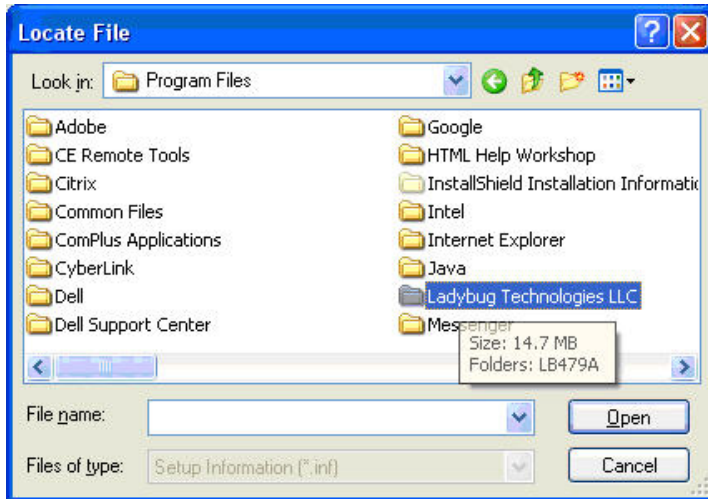 Locate File
Look in: Program Files
Adobe
CE Remote Tools
Citrix
Common Files
ComPlus Applications
CyberLink
Dell
Dell Support Center
Google
HTML Help Workshop
InstallShield Installation Informatic
Intel
Internet Explorer
Java
Ladybug Technologies LLC
Messenger
Size: 14.7 MB
Folders: LB479A
File name:
Open
Files of type: Setup Information (*.inf)
Cancel